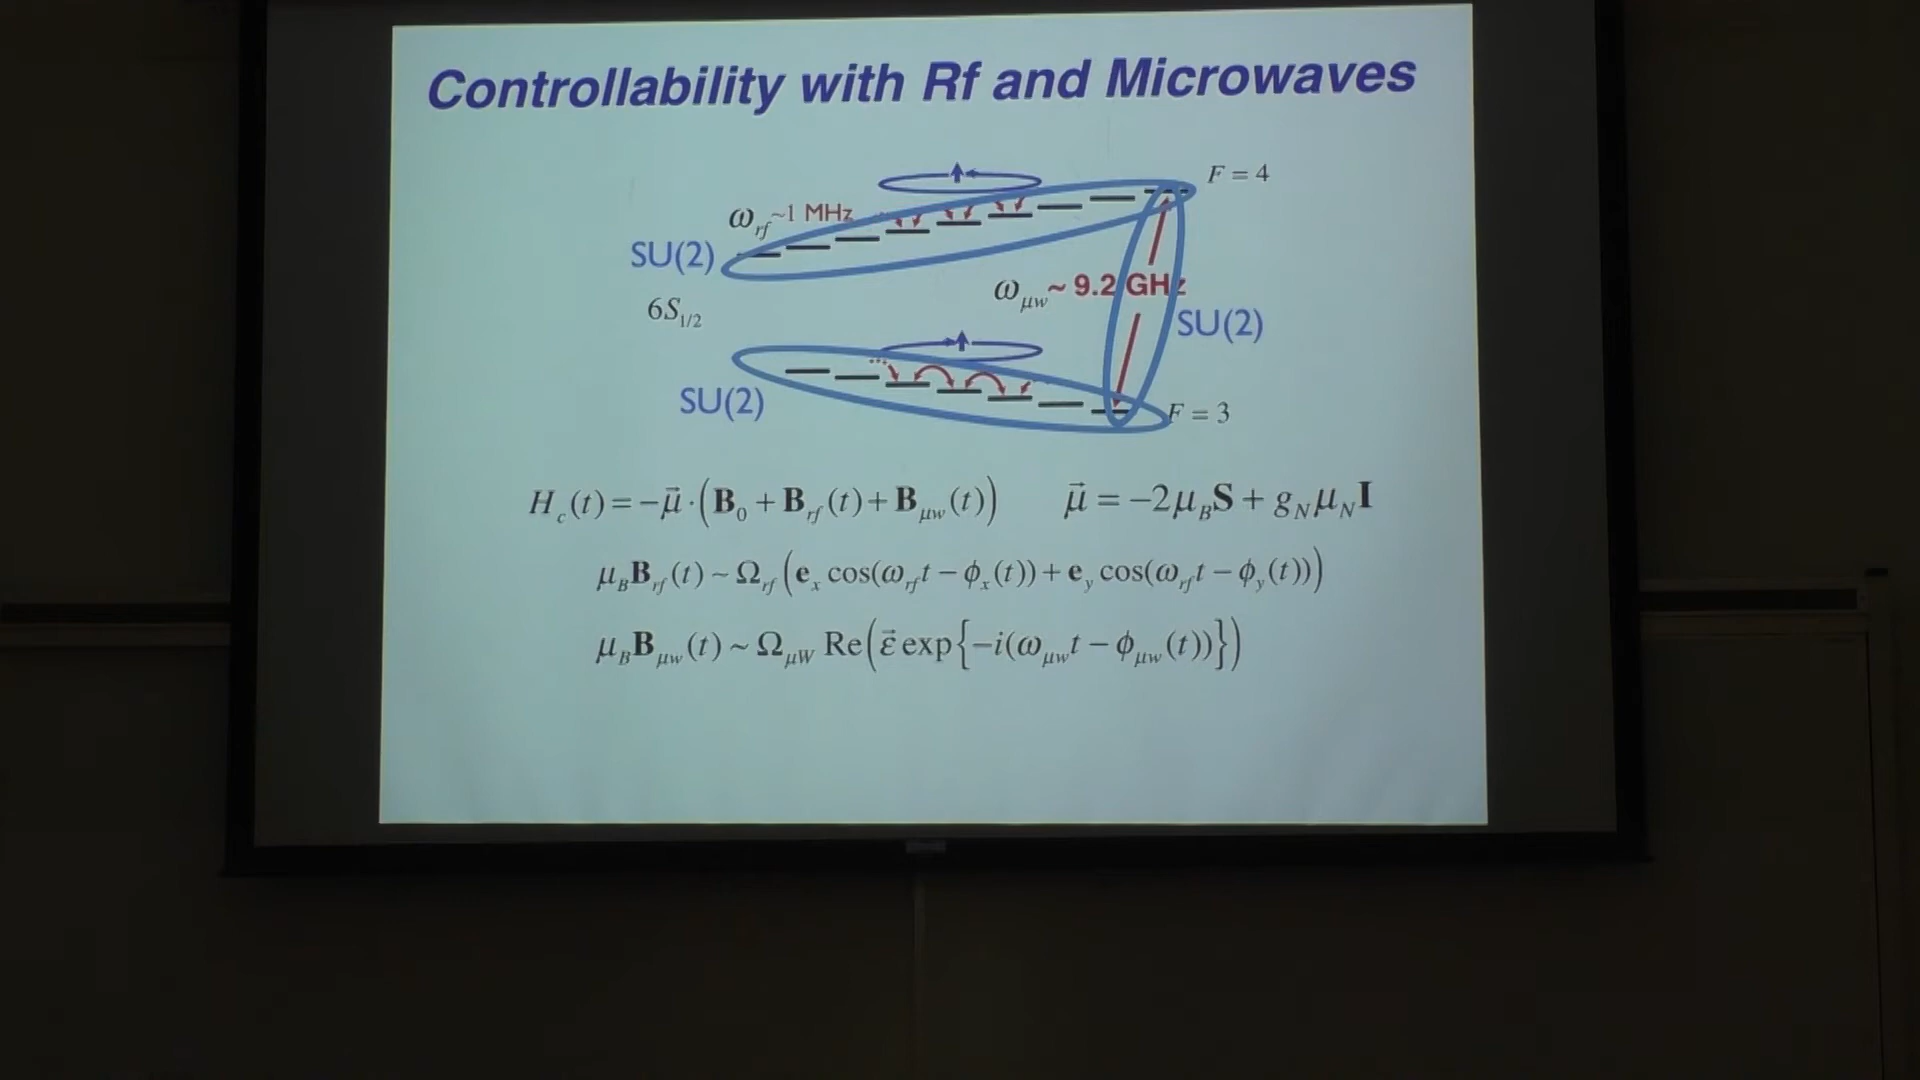 Controllability with Rf and Microwaves
F = 4
ω_rf ~1 MHz
SU(2)
ω_μw ~ 9.2 GHz
6S_1/2
SU(2)
SU(2)
F = 3
H_c(t) = −μ⃗ · (B_0 + B_rf(t) + B_μw(t))   μ⃗ = −2μ_B S + g_N μ_N I
μ_B B_rf(t) ~ Ω_rf (e_x cos(ω_rf t − ϕ_x(t)) + e_y cos(ω_rf t − ϕ_y(t)))
μ_B B_μw(t) ~ Ω_μW Re(ε⃗ exp{−i(ω_μw t − ϕ_μw(t))})